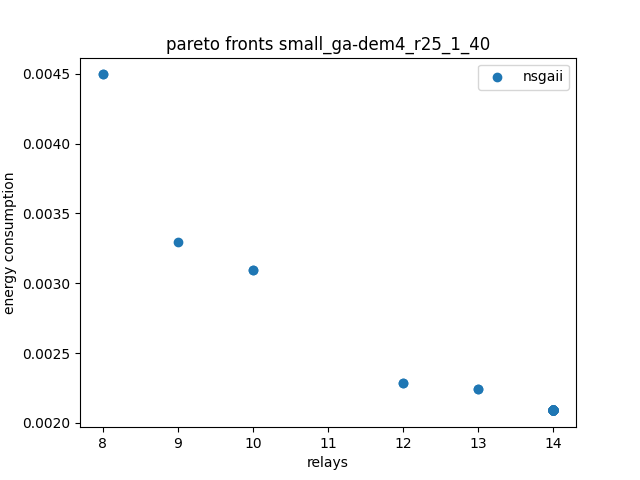 pareto fronts small_ga-dem4_r25_1_40
nsgaii
energy consumption
0.0045
0.0040
0.0035
0.0030
0.0025
0.0020
8 9 10 11 12 13 14
relays